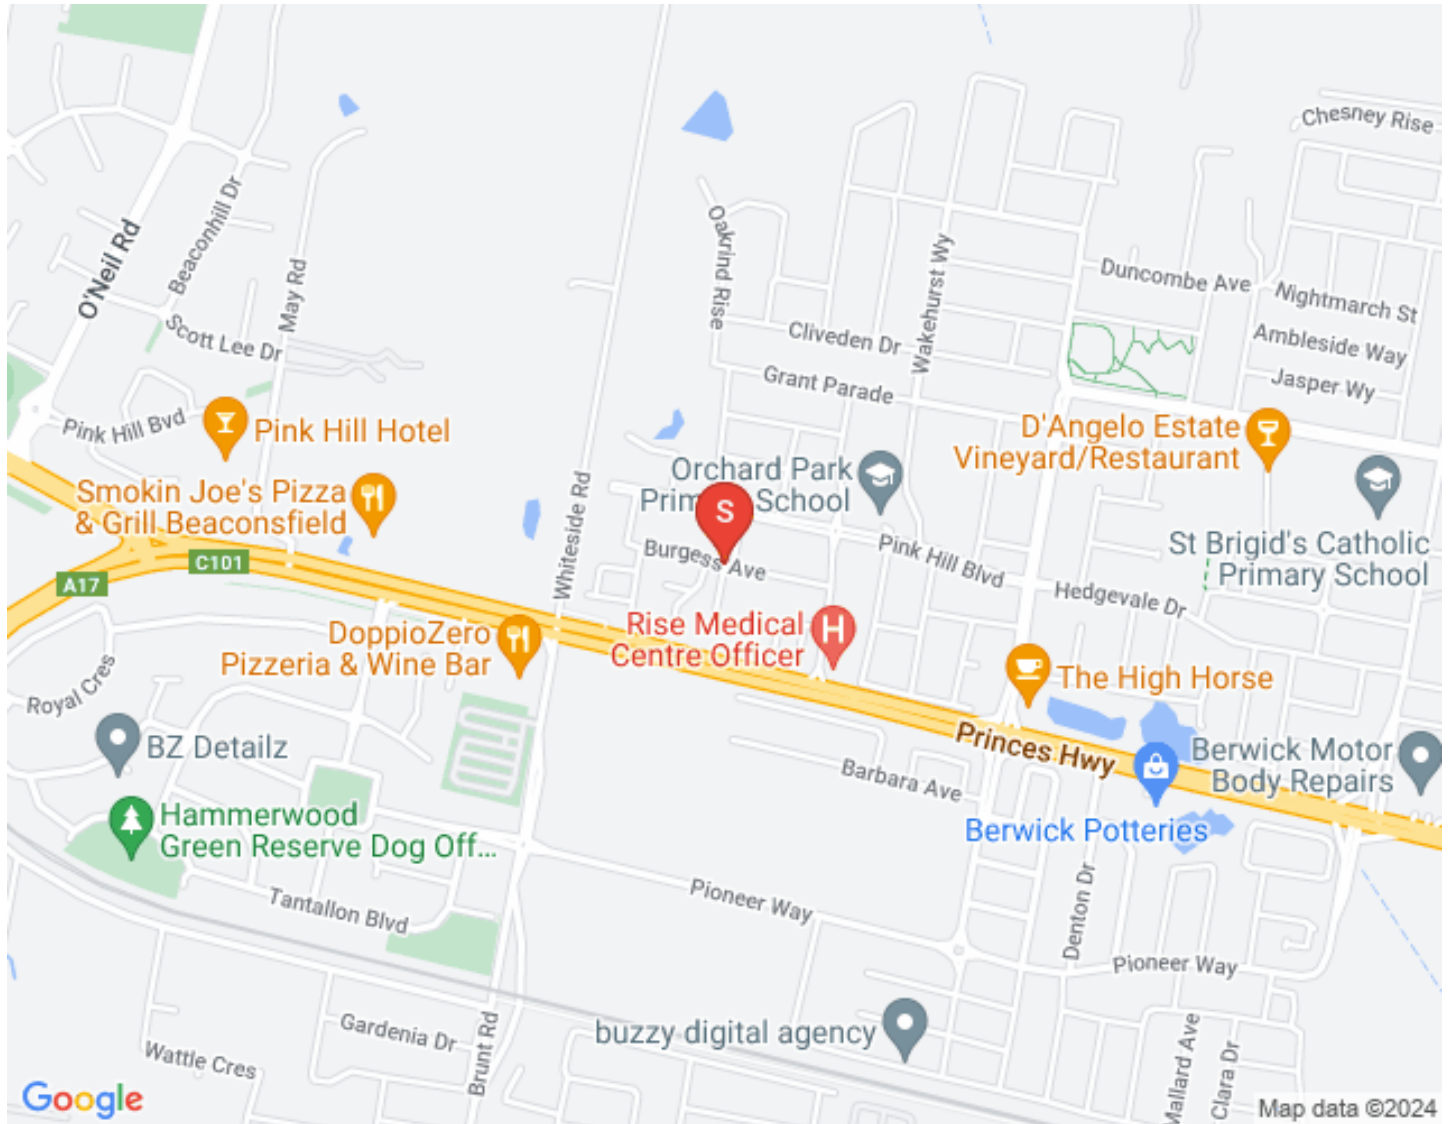 Chesney Rise
O'Neil Rd
Beaconhill Dr
May Rd
Scott Lee Dr
Oakrind Rise
Wakehurst Wy
Duncombe Ave
Nightmarch St
Cliveden Dr
Ambleside Way
Grant Parade
Jasper Wy
Pink Hill Bvd
Pink Hill Hotel
D'Angelo Estate
Vineyard/Restaurant
Smokin Joe's Pizza
& Grill Beaconsfield
Whiteside Rd
Orchard Park
School
S
Burgess Ave
Pink Hill Blvd
St Brigid's Catholic
Primary School
C101
A17
Hedgevale Dr
DoppioZero
Pizzeria & Wine Bar
Rise Medical
Centre Officer
H
The High Horse
Royal Cres
BZ Detailz
Princes Hwy
Berwick Motor
Body Repairs
Barbara Ave
Hammerwood
Green Reserve Dog Off...
Berwick Potteries
Tantallon Blvd
Pioneer Way
Denton Dr
Pioneer Way
buzzy digital agency
Gardenia Dr
Wattle Cres
Brunt Rd
Mallard Ave
Clara Dr
Google
Map data ©2024